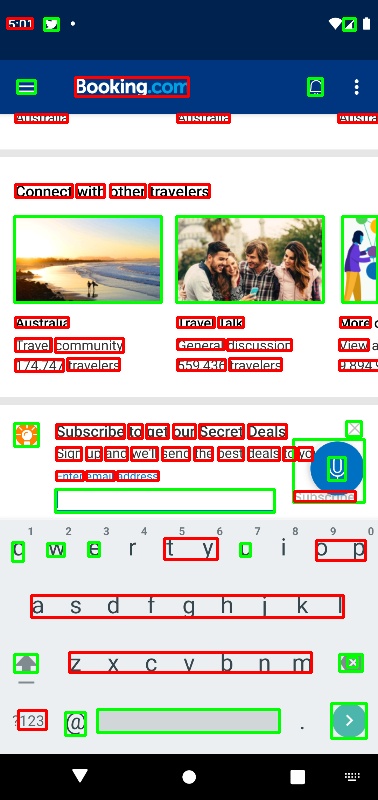 5:01
Booking.com
Australia Australia Austra
Connect with other travelers
Australia Travel Talk More
Travel community General discussion View a
174,747 travelers 559,436 travelers 9,894
Subscribe to get our Secret Deals
Sign up and we'll send the best deals to yo
Enter email address
Subscribe
1 2 3 4 5 6 7 8 9 0
q w e r t y u i o p
a s d f g h j k l
z x c v b n m
?123 @ .